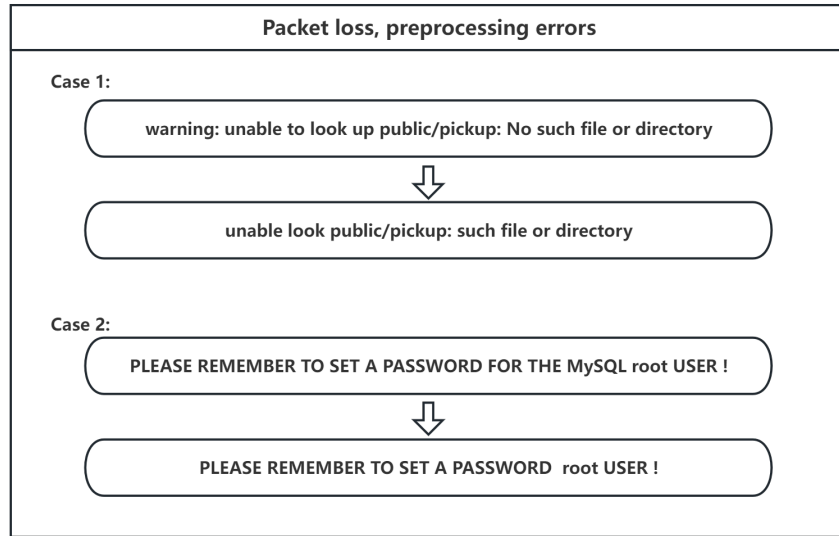 Packet loss, preprocessing errors
Case 1:
warning: unable to look up public/pickup: No such file or directory
unable look public/pickup: such file or directory
Case 2:
PLEASE REMEMBER TO SET A PASSWORD FOR THE MySQL root USER !
PLEASE REMEMBER TO SET A PASSWORD  root USER !